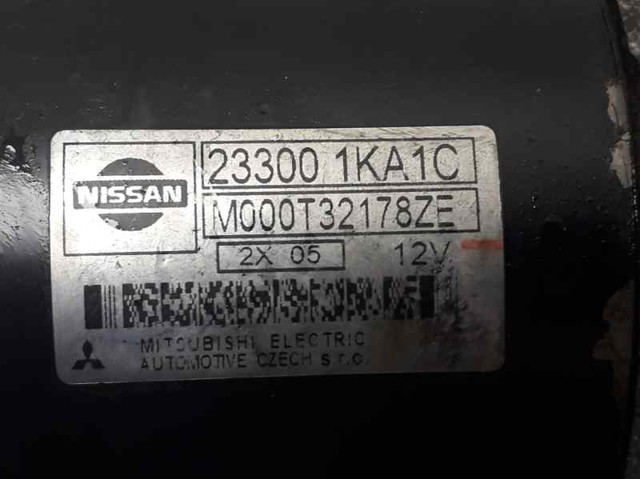 NISSAN
23300 1KA1C
M000T32178ZE
2X 05
12V
MITSUBISHI ELECTRIC
AUTOMOTIVE CZECH s.r.o.